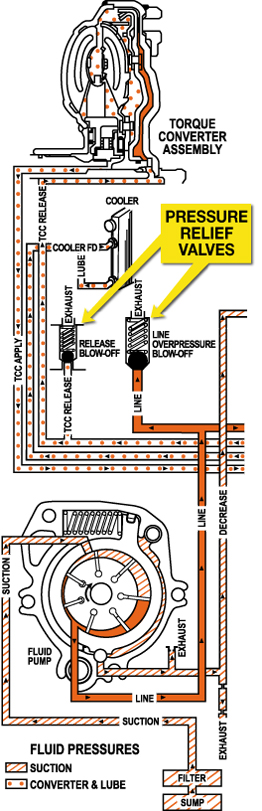 TORQUE
CONVERTER
ASSEMBLY
TCC RELEASE
COOLER
COOLER FD
LUBE
PRESSURE
RELIEF
VALVES
EXHAUST
EXHAUST
RELEASE
BLOW-OFF
LINE
OVERPRESSURE
BLOW-OFF
TCC APPLY
TCC RELEASE
LINE
SUCTION
LINE
DECREASE
FLUID
PUMP
EXHAUST
LINE
SUCTION
EXHAUST
FLUID PRESSURES
SUCTION
CONVERTER & LUBE
FILTER
SUMP